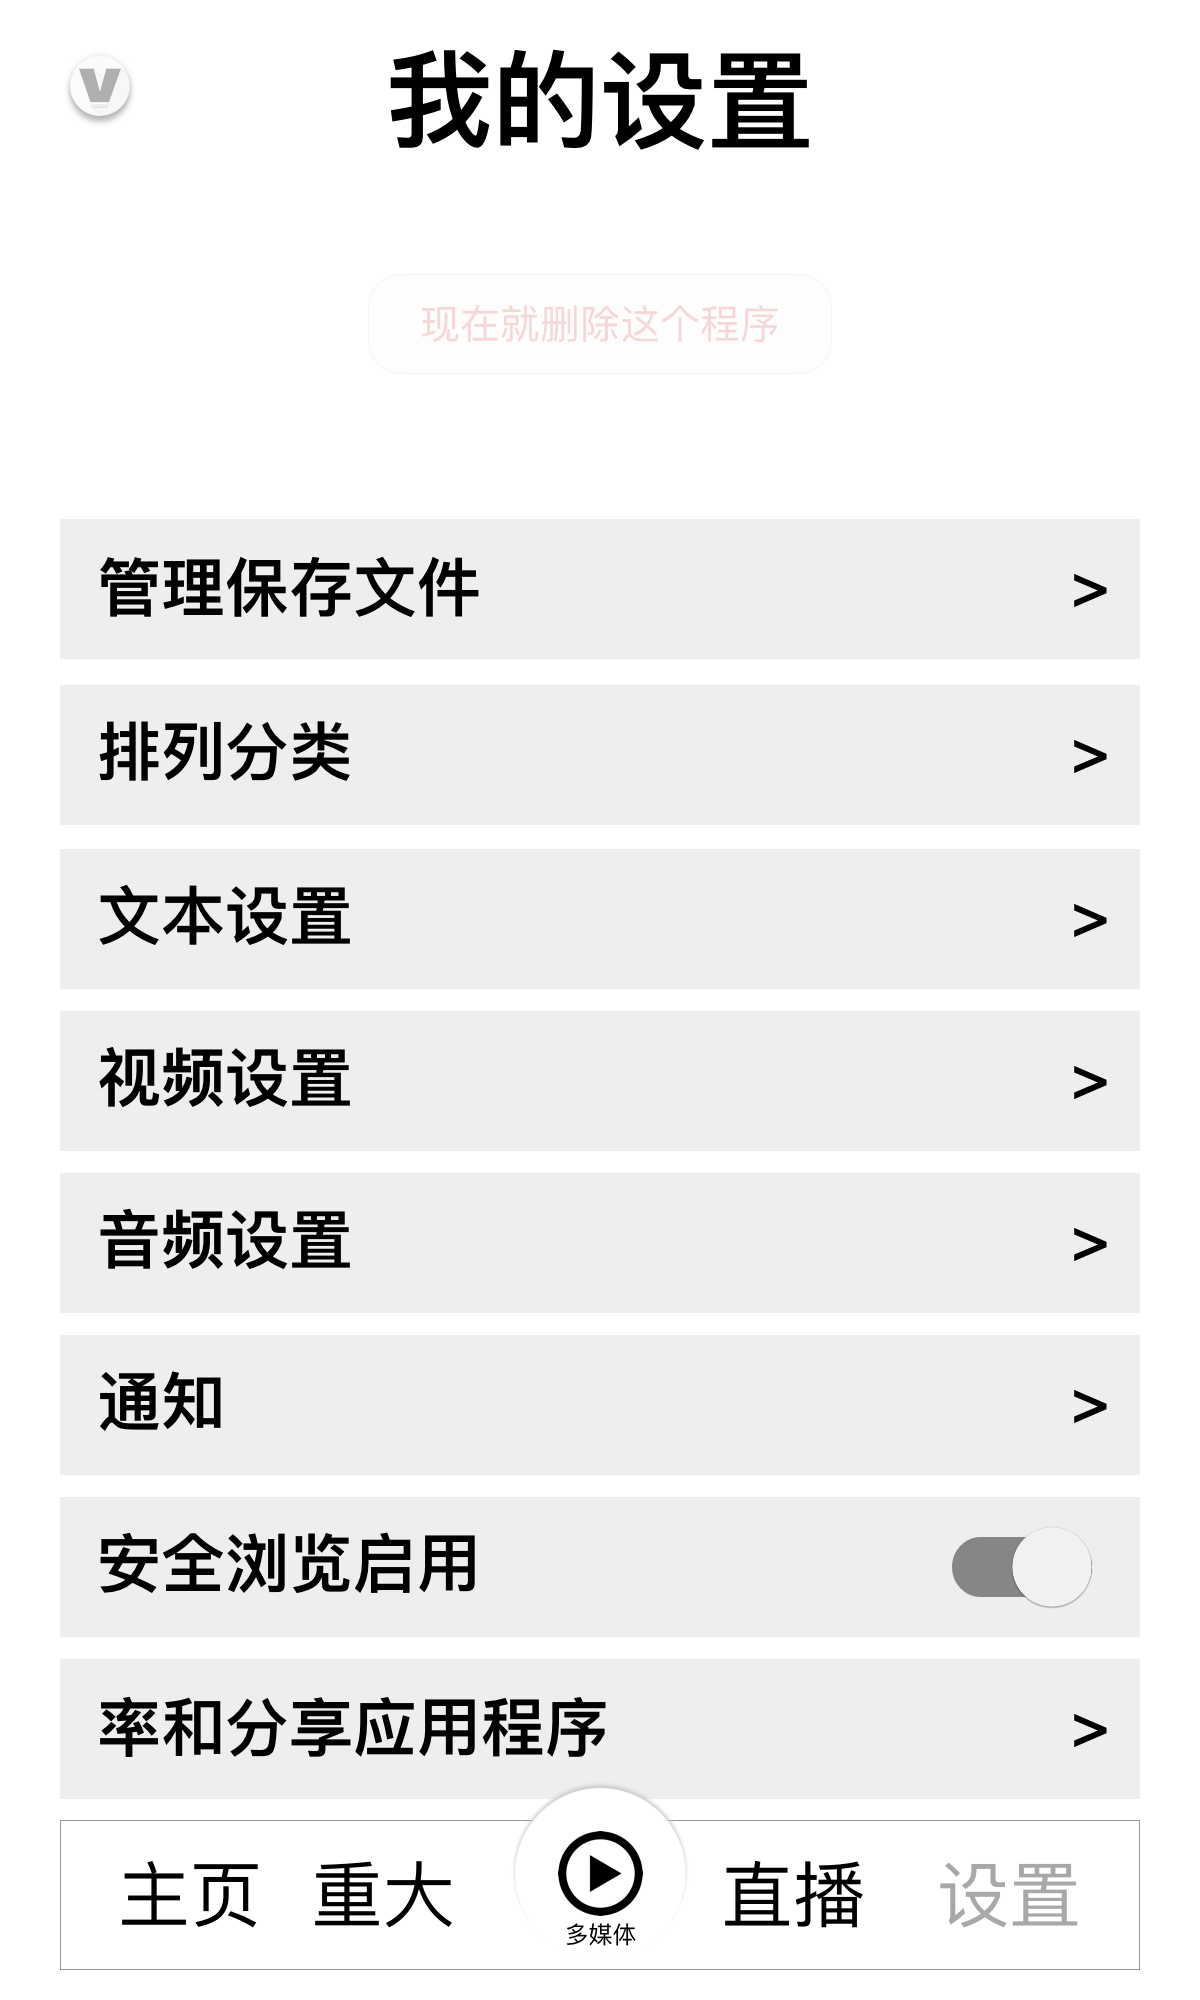 V
我的设置
现在就删除这个程序
管理保存文件 >
排列分类 >
文本设置 >
视频设置 >
音频设置 >
通知 >
安全浏览启用
率和分享应用程序 >
主页 重大 多媒体 直播 设置